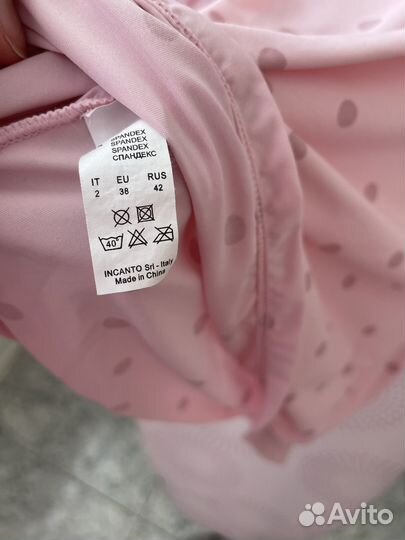 SPANDEX
SPANDEX
SPANDEX
СПАНДЕКС
IT EU RUS
2 38 42
40°
INCANTO Srl - Italy
Made in China
Avito